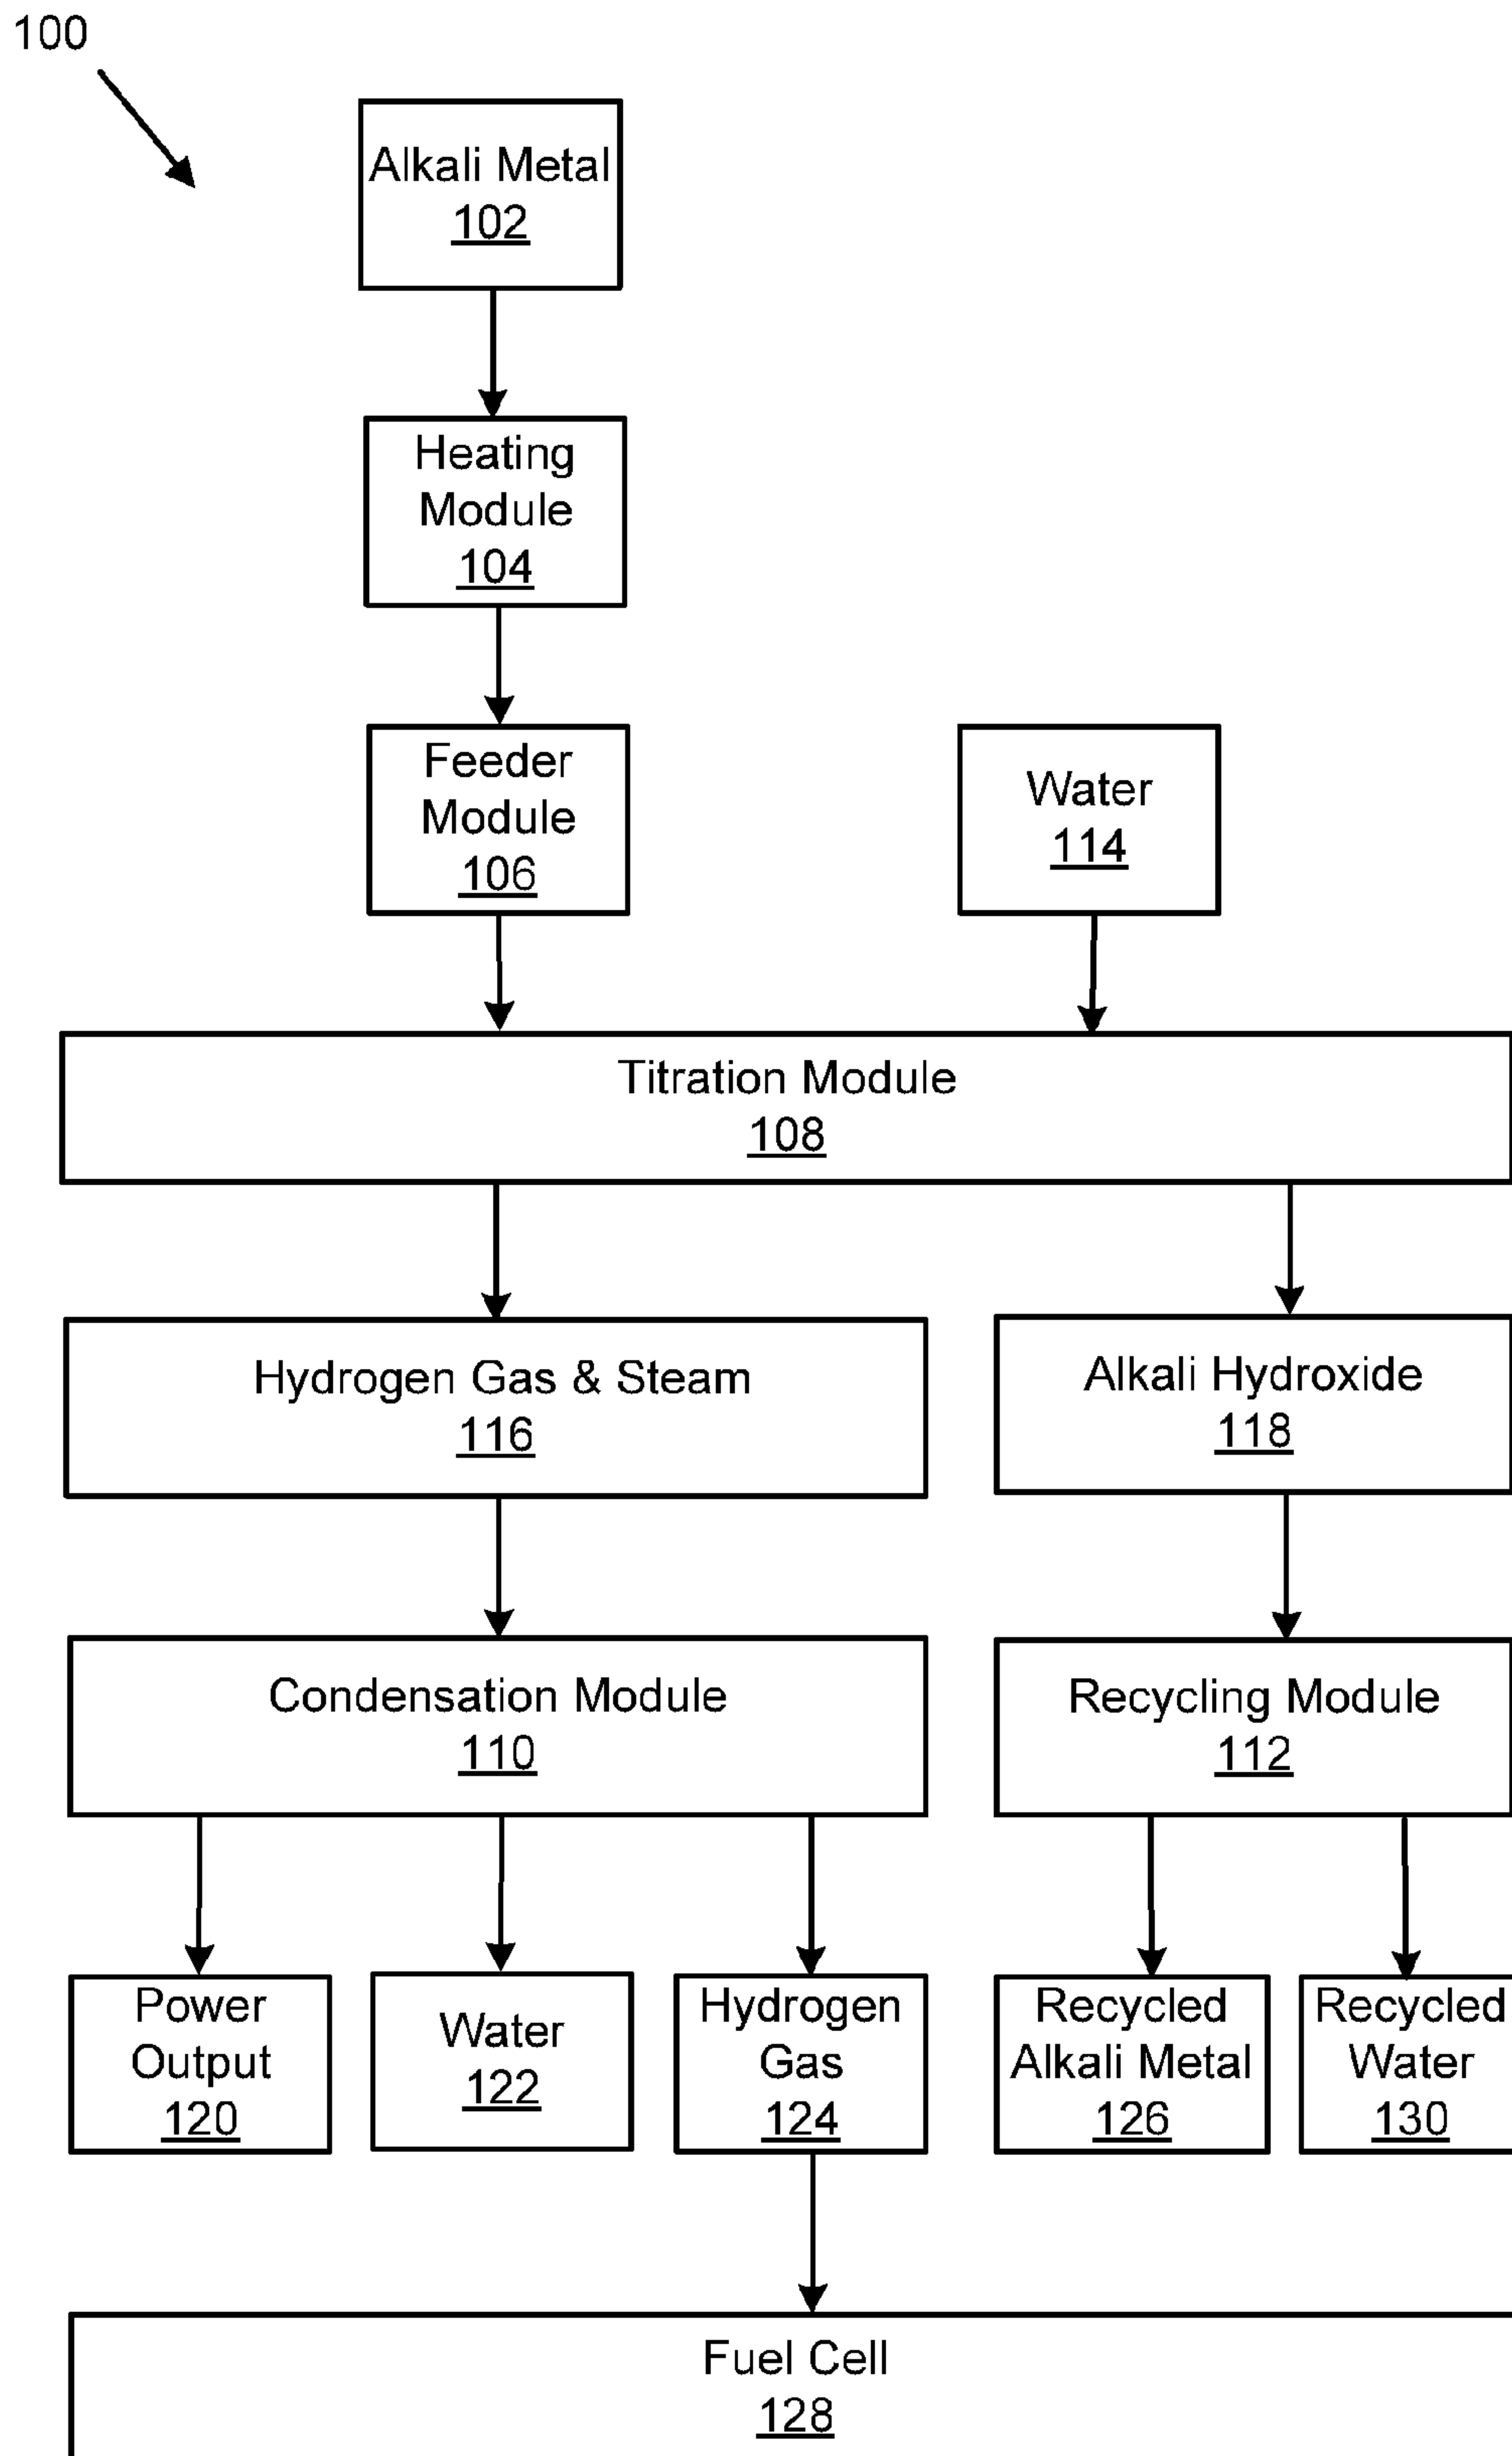 100
Alkali Metal
102
Heating
Module
104
Feeder
Module
106
Water
114
Titration Module
108
Hydrogen Gas & Steam
116
Alkali Hydroxide
118
Condensation Module
110
Recycling Module
112
Power
Output
120
Water
122
Hydrogen
Gas
124
Recycled
Alkali Metal
126
Recycled
Water
130
Fuel Cell
128